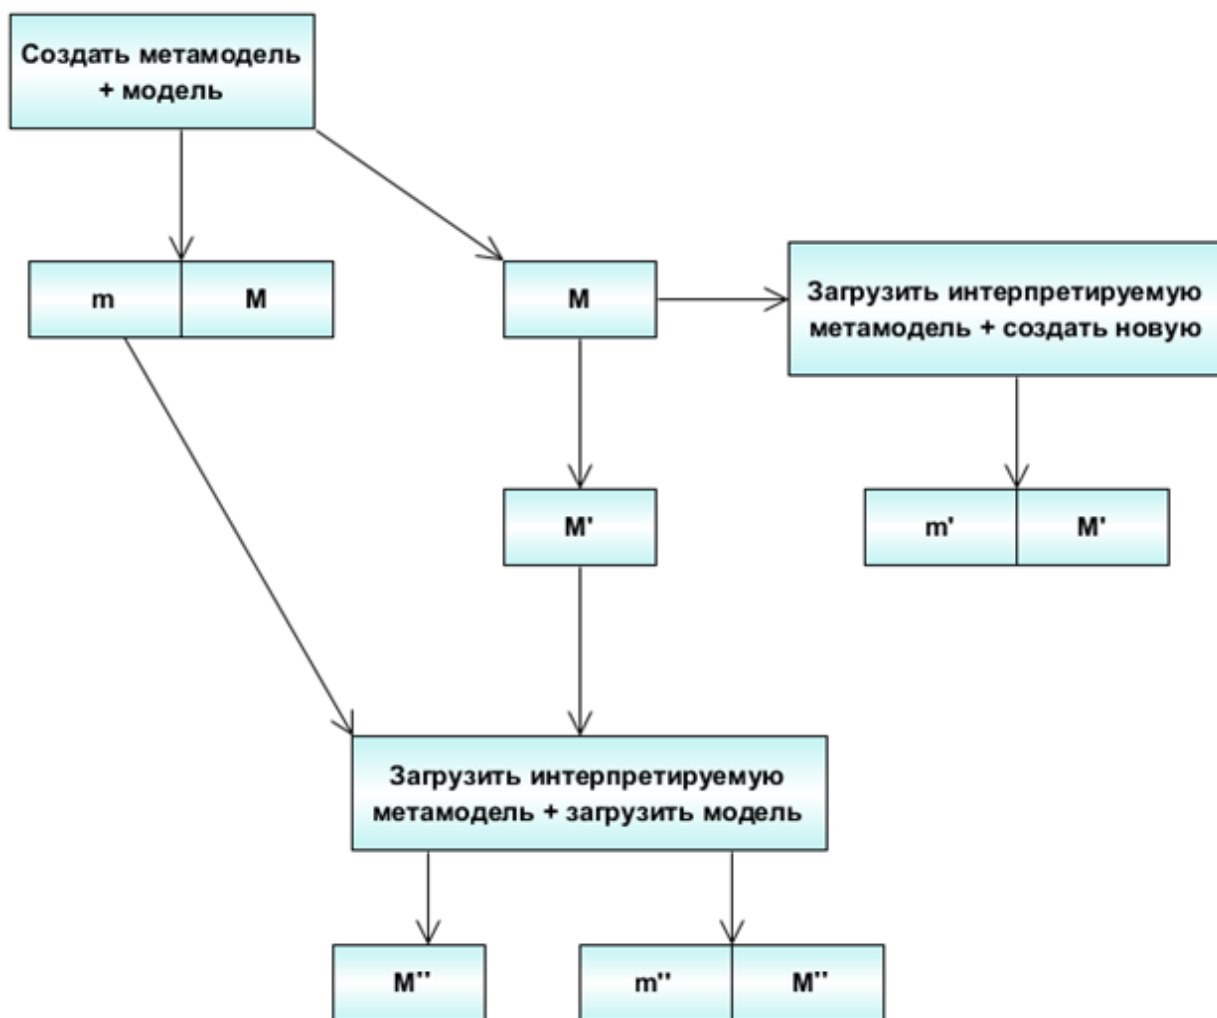 Создать метамодель
+ модель
m
M
M
Загрузить интерпретируемую
метамодель + создать новую
M'
m'
M'
Загрузить интерпретируемую
метамодель + загрузить модель
M''
m''
M''